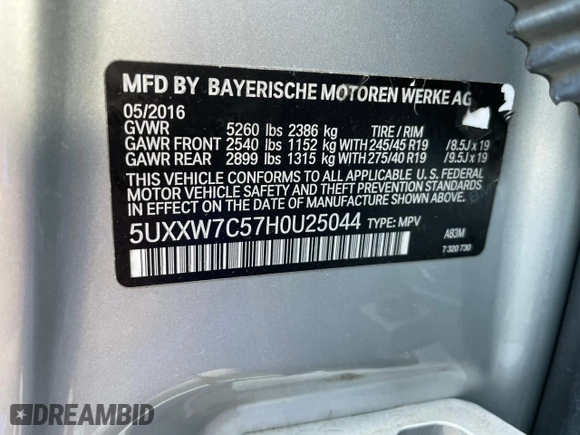 MFD BY BAYERISCHE MOTOREN WERKE AG
05/2016
GVWR 5260 lbs 2386 kg TIRE / RIM
GAWR FRONT 2540 lbs 1152 kg WITH 245/45 R19 /8.5J x 19
GAWR REAR 2899 lbs 1315 kg WITH 275/40 R19 /9.5J x 19
THIS VEHICLE CONFORMS TO ALL APPLICABLE U. S. FEDERAL
MOTOR VEHICLE SAFETY AND THEFT PREVENTION STANDARDS
IN EFFECT ON THE DATE OF MANUFACTURE SHOWN ABOVE.
5UXXW7C57H0U25044 TYPE: MPV A83M
7 320 730
DREAMBID